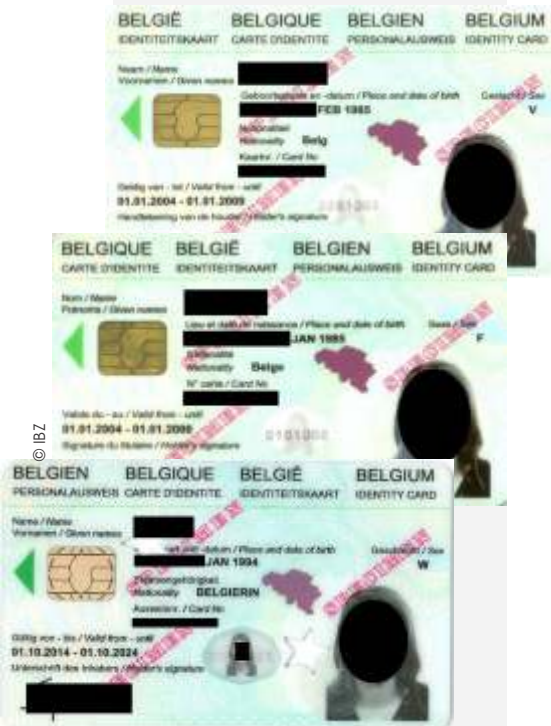 BELGIË BELGIQUE BELGIEN BELGIUM
IDENTITEITSKAART CARTE D'IDENTITE PERSONALAUSWEIS IDENTITY CARD
Naam / Name
Voornamen / Given names
Geboorteplaats en -datum / Place and date of birth Geslacht / Sex
FEB 1985 V
Nationaliteit
Nationality Belg
Kaartnr. / Card No
Geldig van - tot / Valid from - until
01.01.2004 - 01.01.2009
Handtekening van de houder / Holder's signature
SPECIMEN
SPECIMEN
BELGIQUE BELGIË BELGIEN BELGIUM
CARTE D'IDENTITE IDENTITEITSKAART PERSONALAUSWEIS IDENTITY CARD
Nom / Name
Prénoms / Given names
Lieu et date de naissance / Place and date of birth Sexe / Sex
JAN 1985 F
Nationalité
Nationality Belge
N° carte / Card No
Valide du - au / Valid from - until
01.01.2004 - 01.01.2009
Signature du titulaire / Holder's signature
SPECIMEN
SPECIMEN
© IBZ
BELGIEN BELGIQUE BELGIË BELGIUM
PERSONALAUSWEIS CARTE D'IDENTITE IDENTITEITSKAART IDENTITY CARD
Name / Name
Vornamen / Given names
-datum / Place and date of birth Geschlecht / Sex
JAN 1994 W
Staatsangehörigkeit
Nationality BELGIERIN
Ausweisnr. / Card No
Gültig von - bis / Valid from - until
01.10.2014 - 01.10.2024
Unterschrift des Inhabers / Holder's signature
SPECIMEN
SPECIMEN